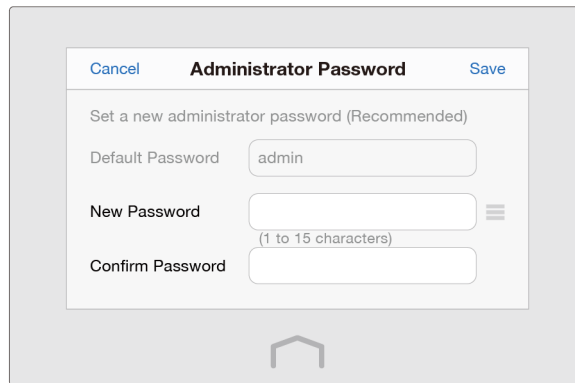 Cancel Administrator Password Save
Set a new administrator password (Recommended)
Default Password admin
New Password
(1 to 15 characters)
Confirm Password